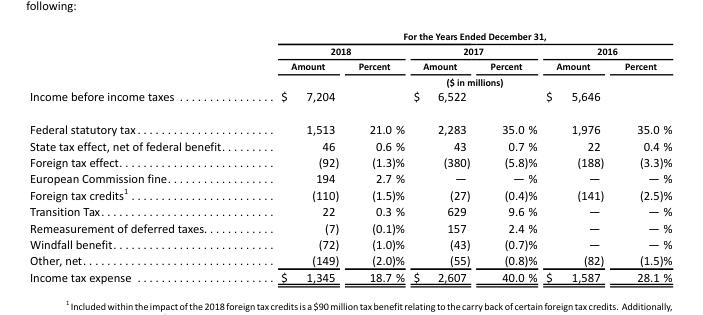 following:
For the Years Ended December 31,
2018 2017 2016
Amount Percent Amount Percent Amount Percent
($ in millions)
Income before income taxes ................ $ 7,204 $ 6,522 $ 5,646
Federal statutory tax....................... 1,513 21.0 % 2,283 35.0 % 1,976 35.0 %
State tax effect, net of federal benefit......... 46 0.6 % 43 0.7 % 22 0.4 %
Foreign tax effect.......................... (92) (1.3)% (380) (5.8)% (188) (3.3)%
European Commission fine.................. 194 2.7 % — — % — — %
Foreign tax credits1 ........................ (110) (1.5)% (27) (0.4)% (141) (2.5)%
Transition Tax............................. 22 0.3 % 629 9.6 % — — %
Remeasurement of deferred taxes............ (7) (0.1)% 157 2.4 % — — %
Windfall benefit........................... (72) (1.0)% (43) (0.7)% — — %
Other, net................................ (149) (2.0)% (55) (0.8)% (82) (1.5)%
Income tax expense ....................... $ 1,345 18.7 % $ 2,607 40.0 % $ 1,587 28.1 %
1 Included within the impact of the 2018 foreign tax credits is a $90 million tax benefit relating to the carry back of certain foreign tax credits. Additionally,